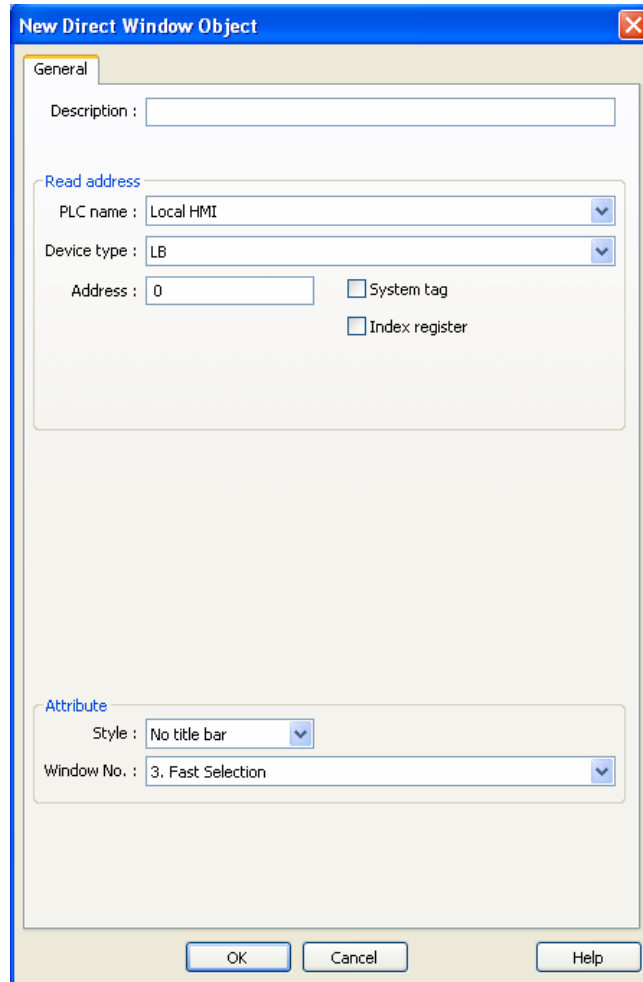 New Direct Window Object
General
Description :
Read address
PLC name : Local HMI
Device type : LB
Address : 0 System tag
Index register
Attribute
Style : No title bar
Window No. : 3. Fast Selection
OK Cancel Help